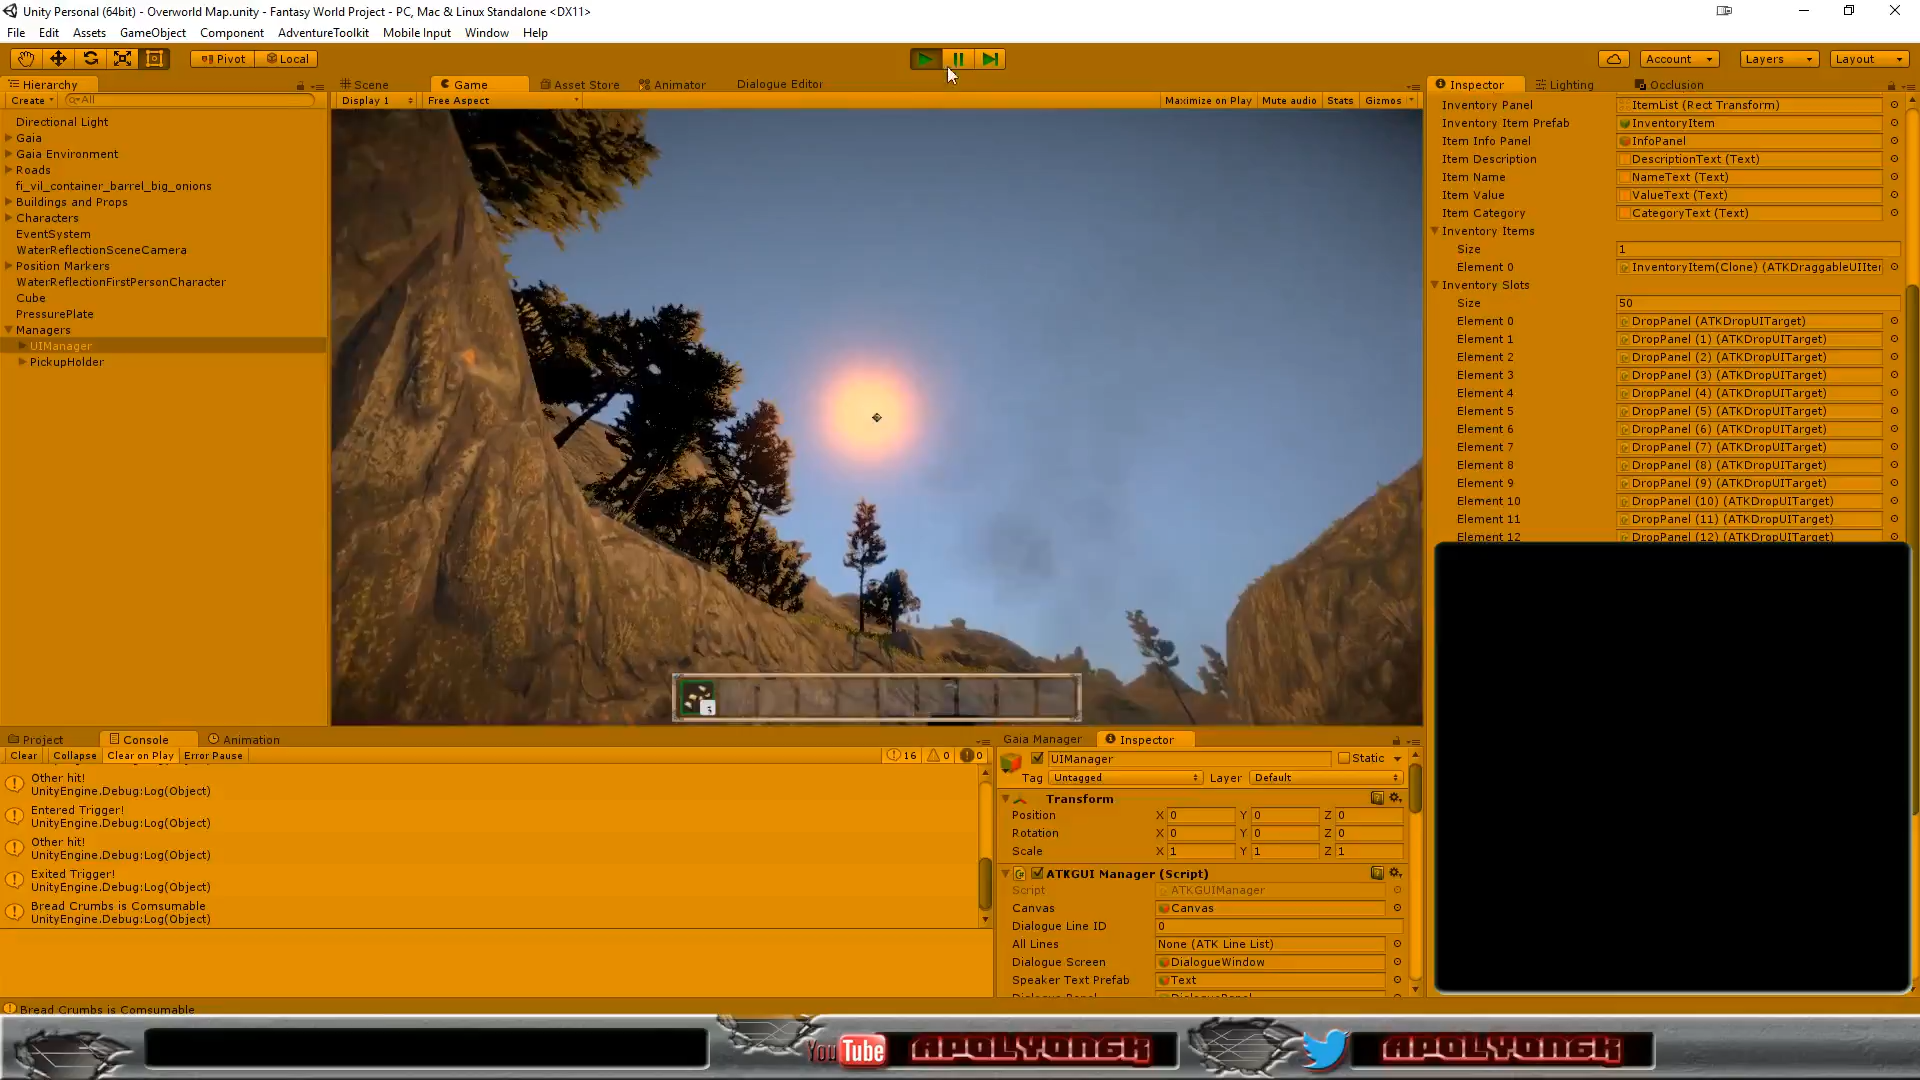 Unity Personal (64bit) - Overworld Map.unity - Fantasy World Project - PC, Mac & Linux Standalone <DX11>
File Edit Assets GameObject Component AdventureToolkit Mobile Input Window Help
Pivot Local Account Layers Layout
Hierarchy
Create All
Directional Light
Gaia
Gaia Environment
Roads
fi_vil_container_barrel_big_onions
Buildings and Props
Characters
EventSystem
WaterReflectionSceneCamera
Position Markers
WaterReflectionFirstPersonCharacter
Cube
PressurePlate
Managers
UIManager
PickupHolder
Scene Game Asset Store Animator Dialogue Editor
Display 1 Free Aspect Maximize on Play Mute audio Stats Gizmos
Inspector Lighting Occlusion
Inventory Panel ItemList (Rect Transform)
Inventory Item Prefab InventoryItem
Item Info Panel InfoPanel
Item Description DescriptionText (Text)
Item Name NameText (Text)
Item Value ValueText (Text)
Item Category CategoryText (Text)
Inventory Items
Size 1
Element 0 InventoryItem(Clone) (ATKDraggableUIIter
Inventory Slots
Size 50
Element 0 DropPanel (ATKDropUITarget)
Element 1 DropPanel (1) (ATKDropUITarget)
Element 2 DropPanel (2) (ATKDropUITarget)
Element 3 DropPanel (3) (ATKDropUITarget)
Element 4 DropPanel (4) (ATKDropUITarget)
Element 5 DropPanel (5) (ATKDropUITarget)
Element 6 DropPanel (6) (ATKDropUITarget)
Element 7 DropPanel (7) (ATKDropUITarget)
Element 8 DropPanel (8) (ATKDropUITarget)
Element 9 DropPanel (9) (ATKDropUITarget)
Element 10 DropPanel (10) (ATKDropUITarget)
Element 11 DropPanel (11) (ATKDropUITarget)
Element 12 DropPanel (12) (ATKDropUITarget)
Project Console Animation
Clear Collapse Clear on Play Error Pause 16 0 0
Other hit!
UnityEngine.Debug:Log(Object)
Entered Trigger!
UnityEngine.Debug:Log(Object)
Other hit!
UnityEngine.Debug:Log(Object)
Exited Trigger!
UnityEngine.Debug:Log(Object)
Bread Crumbs is Comsumable
UnityEngine.Debug:Log(Object)
Gaia Manager Inspector
UIManager Static
Tag Untagged Layer Default
Transform
Position X 0 Y 0 Z 0
Rotation X 0 Y 0 Z 0
Scale X 1 Y 1 Z 1
ATKGUI Manager (Script)
Script ATKGUIManager
Canvas Canvas
Dialogue Line ID 0
All Lines None (ATK Line List)
Dialogue Screen DialogueWindow
Speaker Text Prefab Text
Dialogue Panel DialoguePanel
Bread Crumbs is Comsumable
YouTube APOLYONGK APOLYONGK